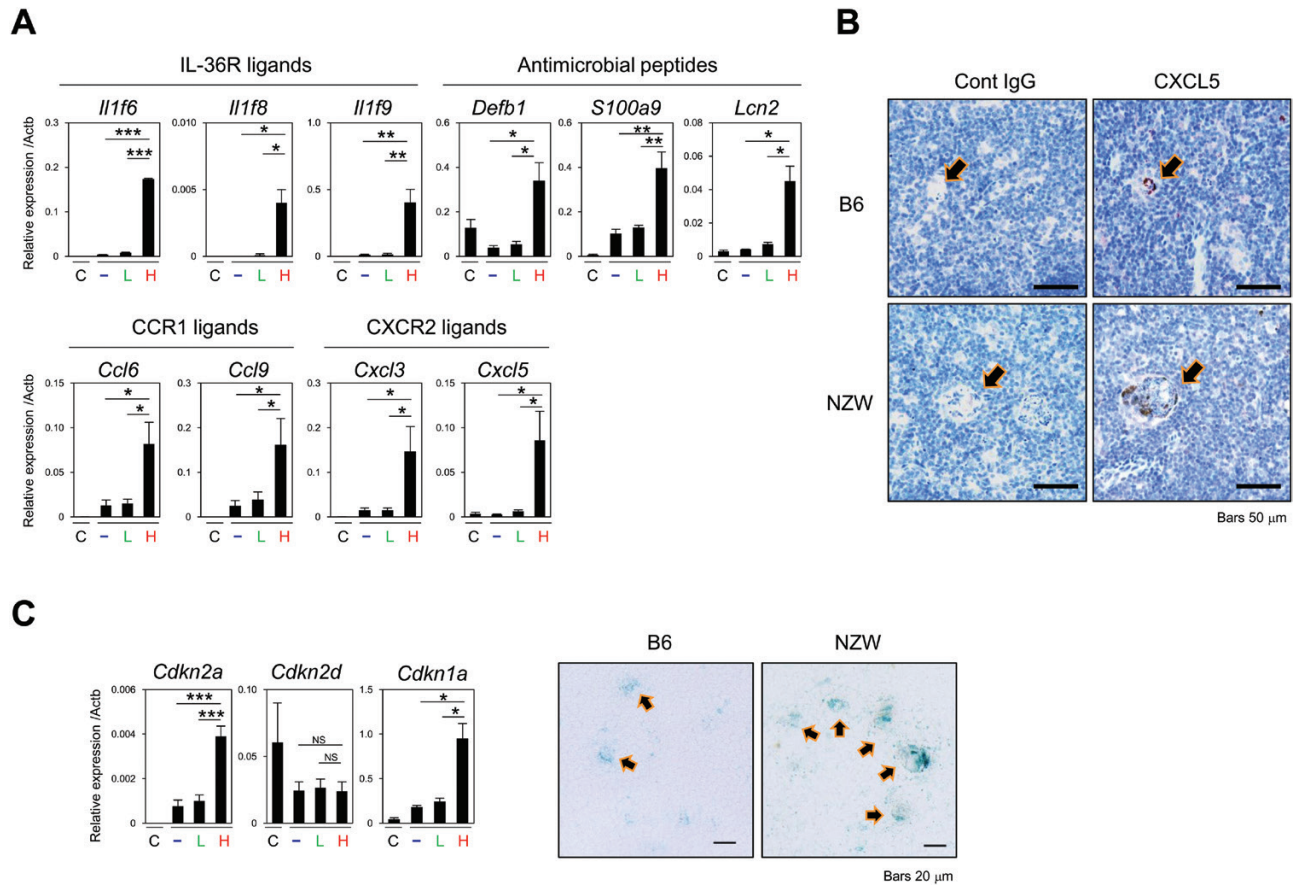 A
IL-36R ligands Antimicrobial peptides
Il1f6 Il1f8 Il1f9 Defb1 S100a9 Lcn2
Relative expression /Actb
0.3 0.010 1.0 0.6 0.6 0.08
0.2 0.06
0.005 0.5 0.4 0.4 0.04
0.1 0.2 0.2 0.02
0 0 0 0 0 0
*** * ** * ** *
*** * ** * ** *
C – L H C – L H C – L H C – L H C – L H C – L H
CCR1 ligands CXCR2 ligands
Ccl6 Ccl9 Cxcl3 Cxcl5
Relative expression /Actb
0.15 0.3 0.3 0.15
0.10 0.2 0.2 0.10
0.05 0.1 0.1 0.05
0 0 0 0
* * * *
* * * *
C – L H C – L H C – L H C – L H
B
Cont IgG CXCL5
B6
NZW
Bars 50 μm
C
Cdkn2a Cdkn2d Cdkn1a
Relative expression /Actb
0.006 0.10 1.5
0.004 1.0
0.05
0.002 0.5
0 0 0
*** NS *
*** NS *
C – L H C – L H C – L H
B6 NZW
Bars 20 μm